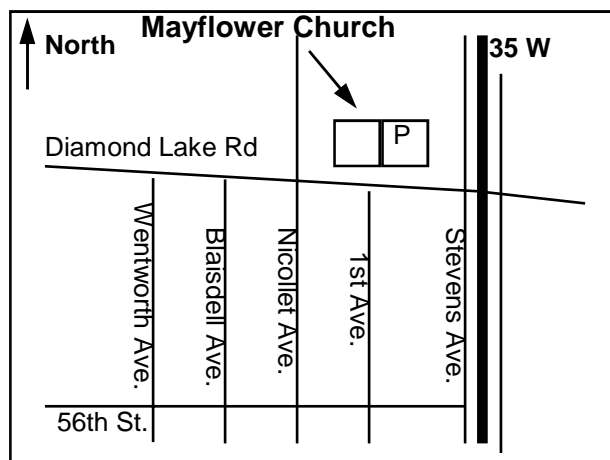 Mayflower Church
North
35 W
P
Diamond Lake Rd
Wentworth Ave.
Blaisdell Ave.
Nicollet Ave.
1st Ave.
Stevens Ave.
56th St.